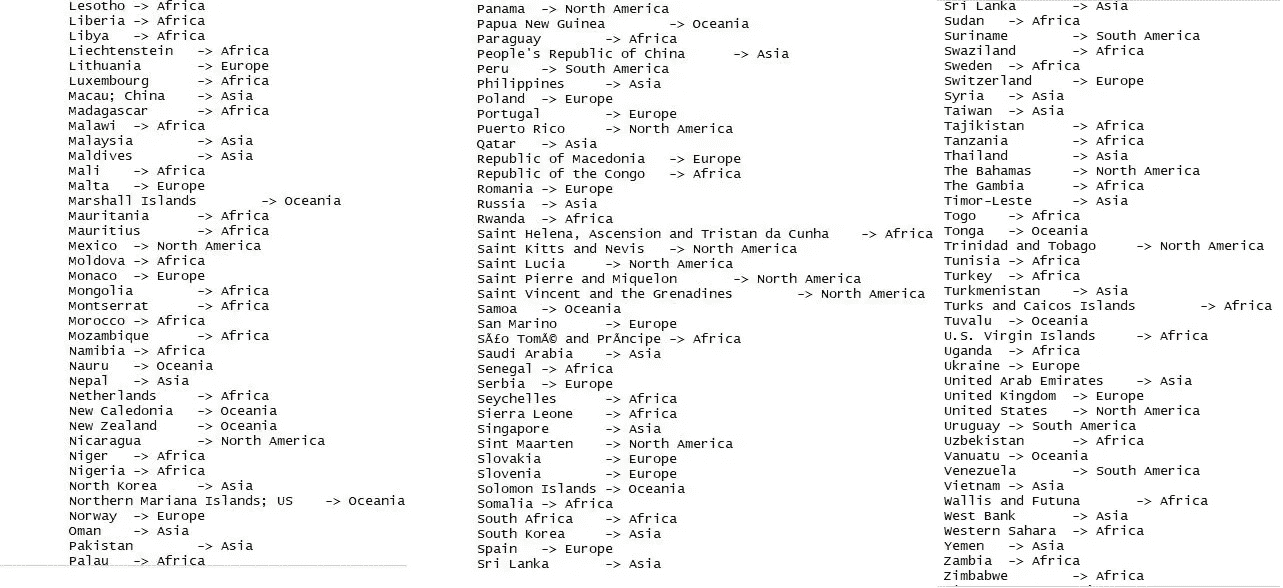 Lesotho -> Africa
Liberia -> Africa
Libya -> Africa
Liechtenstein -> Africa
Lithuania -> Europe
Luxembourg -> Africa
Macau; China -> Asia
Madagascar -> Africa
Malawi -> Africa
Malaysia -> Asia
Maldives -> Asia
Mali -> Africa
Malta -> Europe
Marshall Islands -> Oceania
Mauritania -> Africa
Mauritius -> Africa
Mexico -> North America
Moldova -> Africa
Monaco -> Europe
Mongolia -> Africa
Montserrat -> Africa
Morocco -> Africa
Mozambique -> Africa
Namibia -> Africa
Nauru -> Oceania
Nepal -> Asia
Netherlands -> Africa
New Caledonia -> Oceania
New Zealand -> Oceania
Nicaragua -> North America
Niger -> Africa
Nigeria -> Africa
North Korea -> Asia
Northern Mariana Islands; US -> Oceania
Norway -> Europe
Oman -> Asia
Pakistan -> Asia
Palau -> Africa
Panama -> North America
Papua New Guinea -> Oceania
Paraguay -> Africa
People's Republic of China -> Asia
Peru -> South America
Philippines -> Asia
Poland -> Europe
Portugal -> Europe
Puerto Rico -> North America
Qatar -> Asia
Republic of Macedonia -> Europe
Republic of the Congo -> Africa
Romania -> Europe
Russia -> Asia
Rwanda -> Africa
Saint Helena, Ascension and Tristan da Cunha -> Africa
Saint Kitts and Nevis -> North America
Saint Lucia -> North America
Saint Pierre and Miquelon -> North America
Saint Vincent and the Grenadines -> North America
Samoa -> Oceania
San Marino -> Europe
SÃ£o TomÃ© and PrÃncipe -> Africa
Saudi Arabia -> Asia
Senegal -> Africa
Serbia -> Europe
Seychelles -> Africa
Sierra Leone -> Africa
Singapore -> Asia
Sint Maarten -> North America
Slovakia -> Europe
Slovenia -> Europe
Solomon Islands -> Oceania
Somalia -> Africa
South Africa -> Africa
South Korea -> Asia
Spain -> Europe
Sri Lanka -> Asia
Sri Lanka -> Asia
Sudan -> Africa
Suriname -> South America
Swaziland -> Africa
Sweden -> Africa
Switzerland -> Europe
Syria -> Asia
Taiwan -> Asia
Tajikistan -> Africa
Tanzania -> Africa
Thailand -> Asia
The Bahamas -> North America
The Gambia -> Africa
Timor-Leste -> Asia
Togo -> Africa
Tonga -> Oceania
Trinidad and Tobago -> North America
Tunisia -> Africa
Turkey -> Africa
Turkmenistan -> Asia
Turks and Caicos Islands -> Africa
Tuvalu -> Oceania
U.S. Virgin Islands -> Africa
Uganda -> Africa
Ukraine -> Europe
United Arab Emirates -> Asia
United Kingdom -> Europe
United States -> North America
Uruguay -> South America
Uzbekistan -> Africa
Vanuatu -> Oceania
Venezuela -> South America
Vietnam -> Asia
Wallis and Futuna -> Africa
West Bank -> Asia
Western Sahara -> Africa
Yemen -> Asia
Zambia -> Africa
Zimbabwe -> Africa